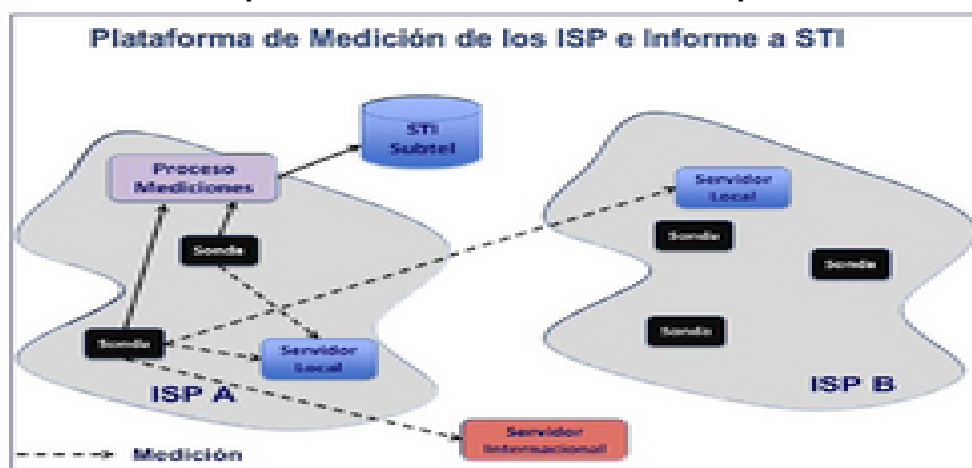 Plataforma de Medición de los ISP e Informe a STI
STI
Subtel
Proceso
Mediciones
Servidor
Local
Sonda
Sonda
Sonda
Sonda
Sonda
Servidor
Local
ISP A
ISP B
Servidor
Internacional
Medición